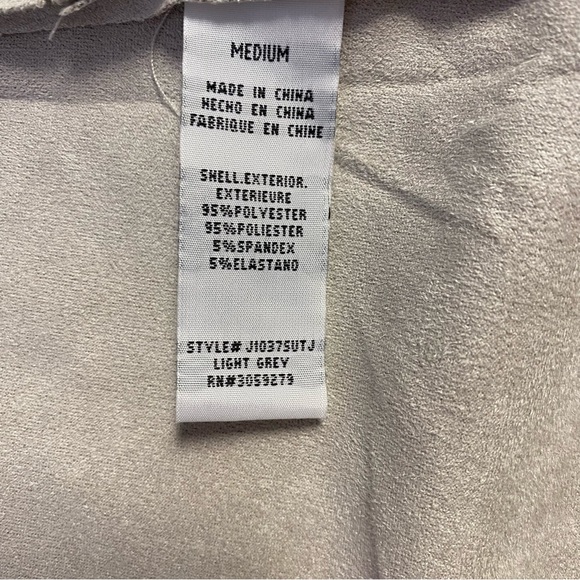 MEDIUM
MADE IN CHINA
HECHO EN CHINA
FABRIQUE EN CHINE
SHELL.EXTERIOR.
EXTERIEURE
95%POLYESTER
95%POLIESTER
5%SPANDEX
5%ELASTANO
STYLE# J1037SUTJ
LIGHT GREY
RN#3059279